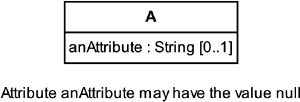 A
anAttribute : String [0..1]
Attribute anAttribute may have the value null